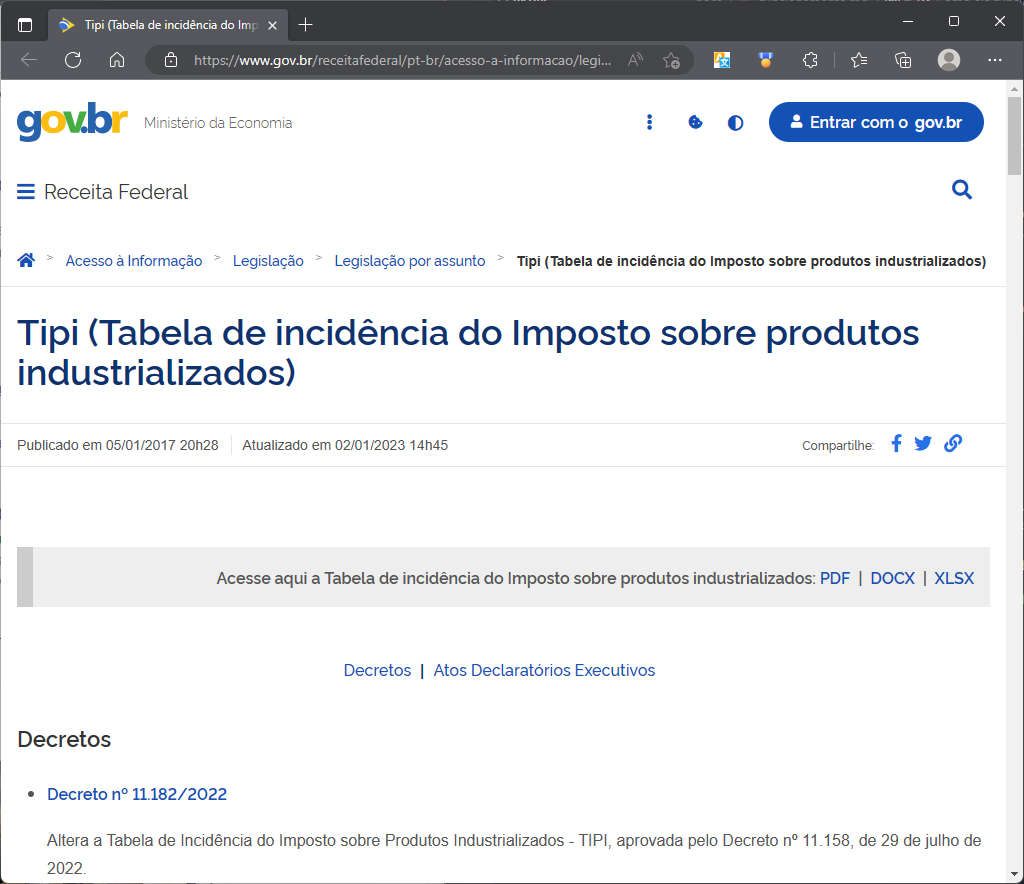 Tipi (Tabela de incidência do Imp
https://www.gov.br/receitafederal/pt-br/acesso-a-informacao/legi...
gov.br Ministério da Economia
Entrar com o gov.br
Receita Federal
> Acesso à Informação > Legislação > Legislação por assunto > Tipi (Tabela de incidência do Imposto sobre produtos industrializados)
Tipi (Tabela de incidência do Imposto sobre produtos
industrializados)
Publicado em 05/01/2017 20h28 Atualizado em 02/01/2023 14h45 Compartilhe:
Acesse aqui a Tabela de incidência do Imposto sobre produtos industrializados: PDF | DOCX | XLSX
Decretos | Atos Declaratórios Executivos
Decretos
• Decreto nº 11.182/2022
Altera a Tabela de Incidência do Imposto sobre Produtos Industrializados - TIPI, aprovada pelo Decreto nº 11.158, de 29 de julho de
2022.